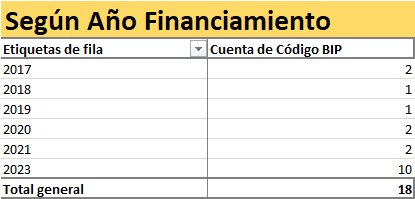 Según Año Financiamiento
Etiquetas de fila Cuenta de Código BIP
2017 2
2018 1
2019 1
2020 2
2021 2
2023 10
Total general 18